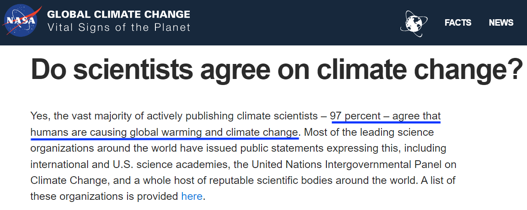 NASA
GLOBAL CLIMATE CHANGE
Vital Signs of the Planet
FACTS NEWS
Do scientists agree on climate change?
Yes, the vast majority of actively publishing climate scientists – 97 percent – agree that
humans are causing global warming and climate change. Most of the leading science
organizations around the world have issued public statements expressing this, including
international and U.S. science academies, the United Nations Intergovernmental Panel on
Climate Change, and a whole host of reputable scientific bodies around the world. A list of
these organizations is provided here.